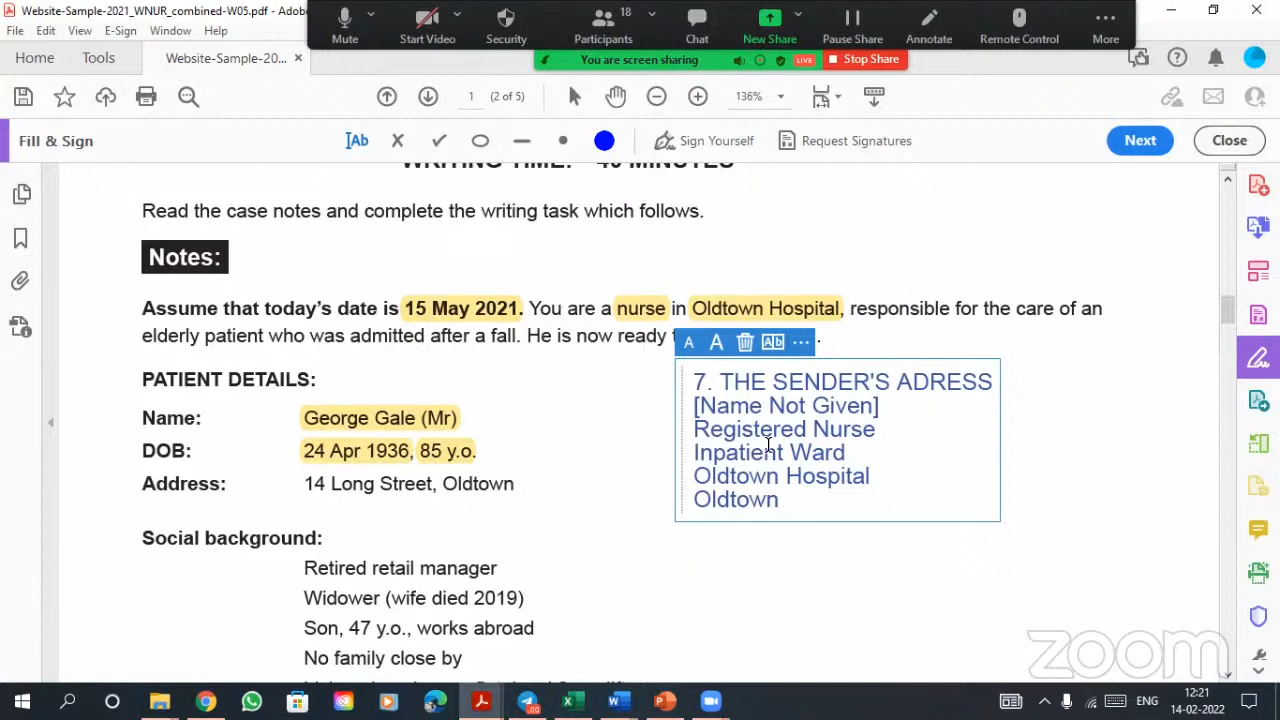 Website-Sample-2021_WNUR_combined-W05.pdf - Adob
File Edit View E-Sign Window Help
Mute
Start Video
Security
18
Participants
Chat
New Share
Pause Share
Annotate
Remote Control
More
You are screen sharing
LIVE
Stop Share
Home
Tools
Website-Sample-20...
1
(2 of 5)
136%
Fill & Sign
Ab
Sign Yourself
Request Signatures
Next
Close
WRITING TIME: 40 MINUTES
Read the case notes and complete the writing task which follows.
Notes:
Assume that today's date is 15 May 2021. You are a nurse in Oldtown Hospital, responsible for the care of an
elderly patient who was admitted after a fall. He is now ready
A A Ab ...
PATIENT DETAILS:
Name: George Gale (Mr)
DOB: 24 Apr 1936, 85 y.o.
Address: 14 Long Street, Oldtown
7. THE SENDER'S ADRESS
[Name Not Given]
Registered Nurse
Inpatient Ward
Oldtown Hospital
Oldtown
Social background:
Retired retail manager
Widower (wife died 2019)
Son, 47 y.o., works abroad
No family close by
zoom
ENG
12:21
14-02-2022